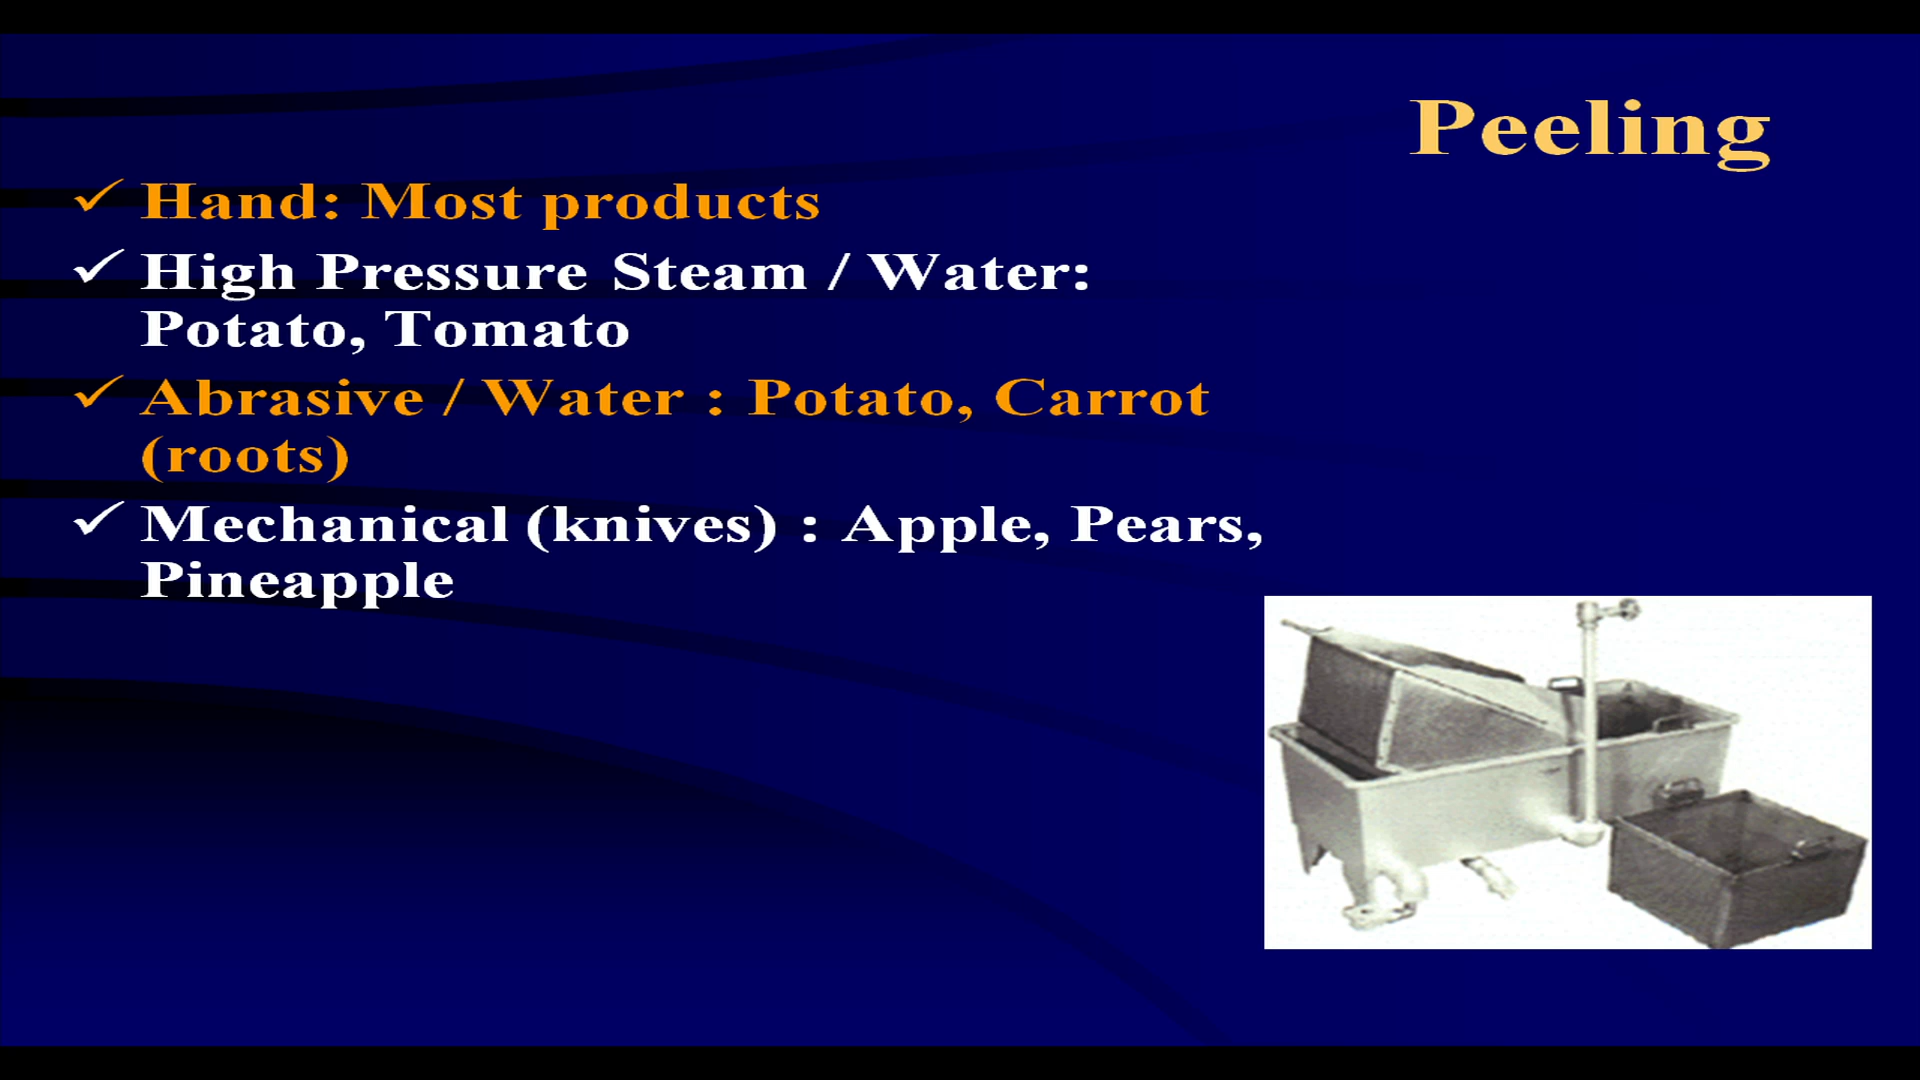 Peeling
✓ Hand: Most products
✓ High Pressure Steam / Water:
Potato, Tomato
✓ Abrasive / Water : Potato, Carrot
(roots)
✓ Mechanical (knives) : Apple, Pears,
Pineapple